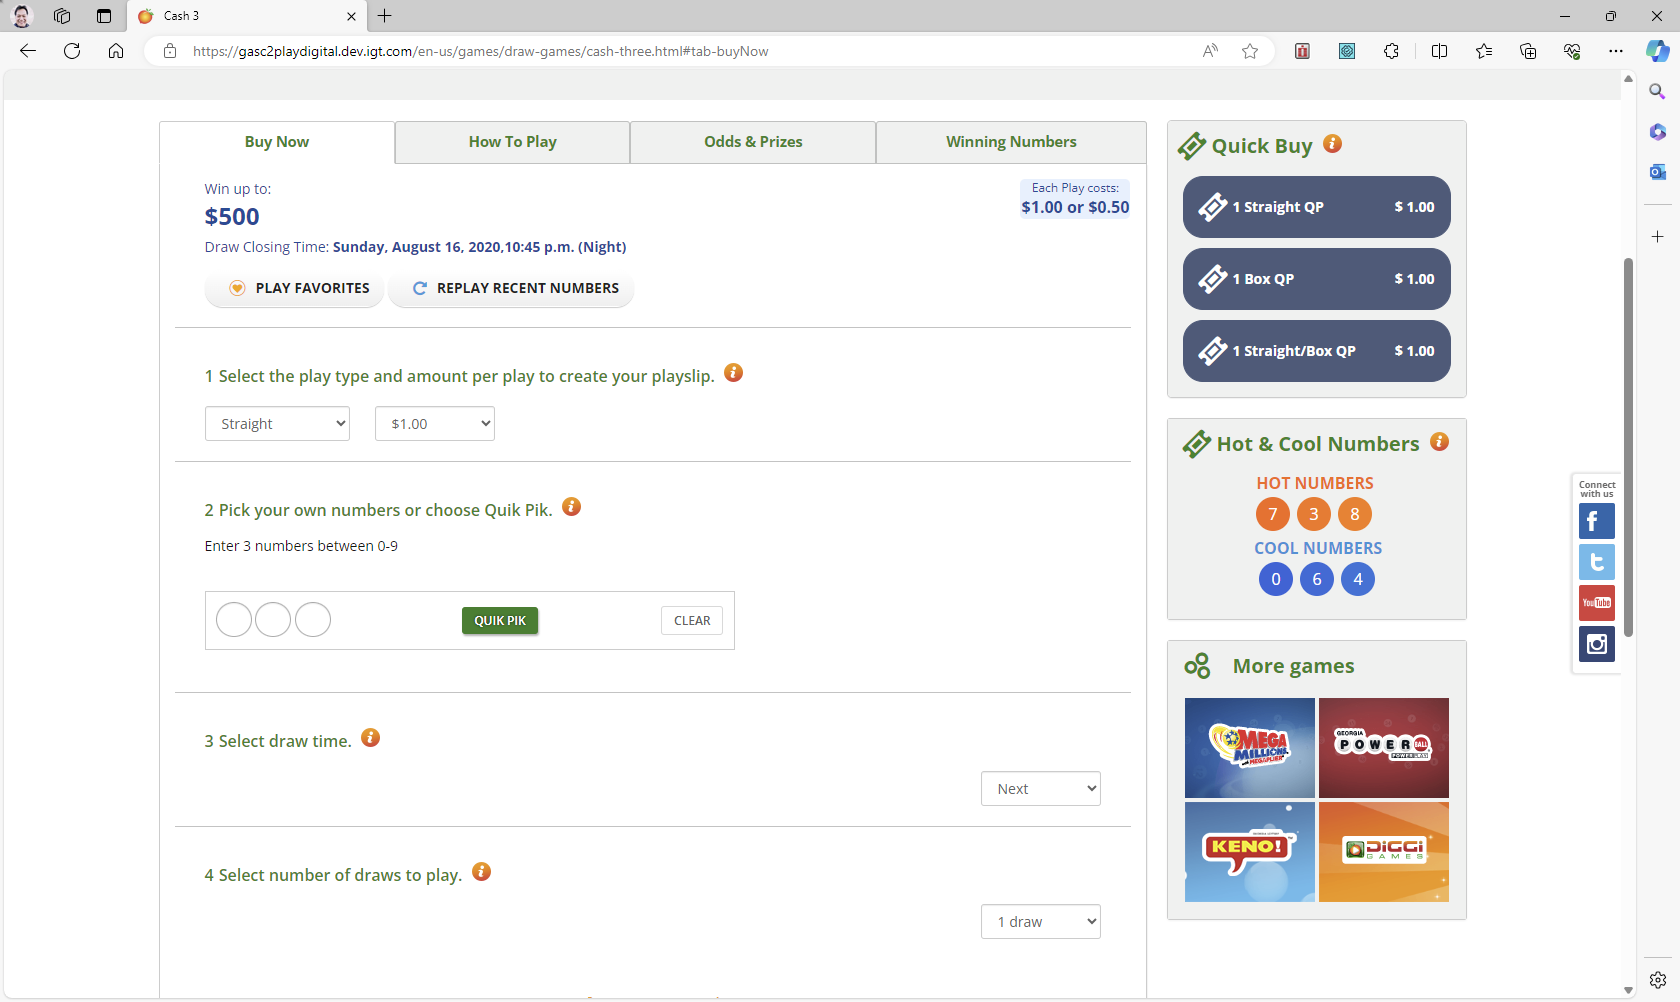 Cash 3
https://gasc2playdigital.dev.igt.com/en-us/games/draw-games/cash-three.html#tab-buyNow
Buy Now
How To Play
Odds & Prizes
Winning Numbers
Win up to:
$500
Each Play costs:
$1.00 or $0.50
Draw Closing Time: Sunday, August 16, 2020,10:45 p.m. (Night)
PLAY FAVORITES
REPLAY RECENT NUMBERS
1 Select the play type and amount per play to create your playslip.
Straight
$1.00
2 Pick your own numbers or choose Quik Pik.
Enter 3 numbers between 0-9
QUIK PIK
CLEAR
3 Select draw time.
Next
4 Select number of draws to play.
1 draw
Quick Buy
1 Straight QP $ 1.00
1 Box QP $ 1.00
1 Straight/Box QP $ 1.00
Hot & Cool Numbers
HOT NUMBERS
7 3 8
COOL NUMBERS
0 6 4
More games
MEGA
MILLIONS
MEGAPLIER
GEORGIA
POWERBALL
POWER PLAY
KENO!
DiGGi
GAMES
Connect
with us
YouTube